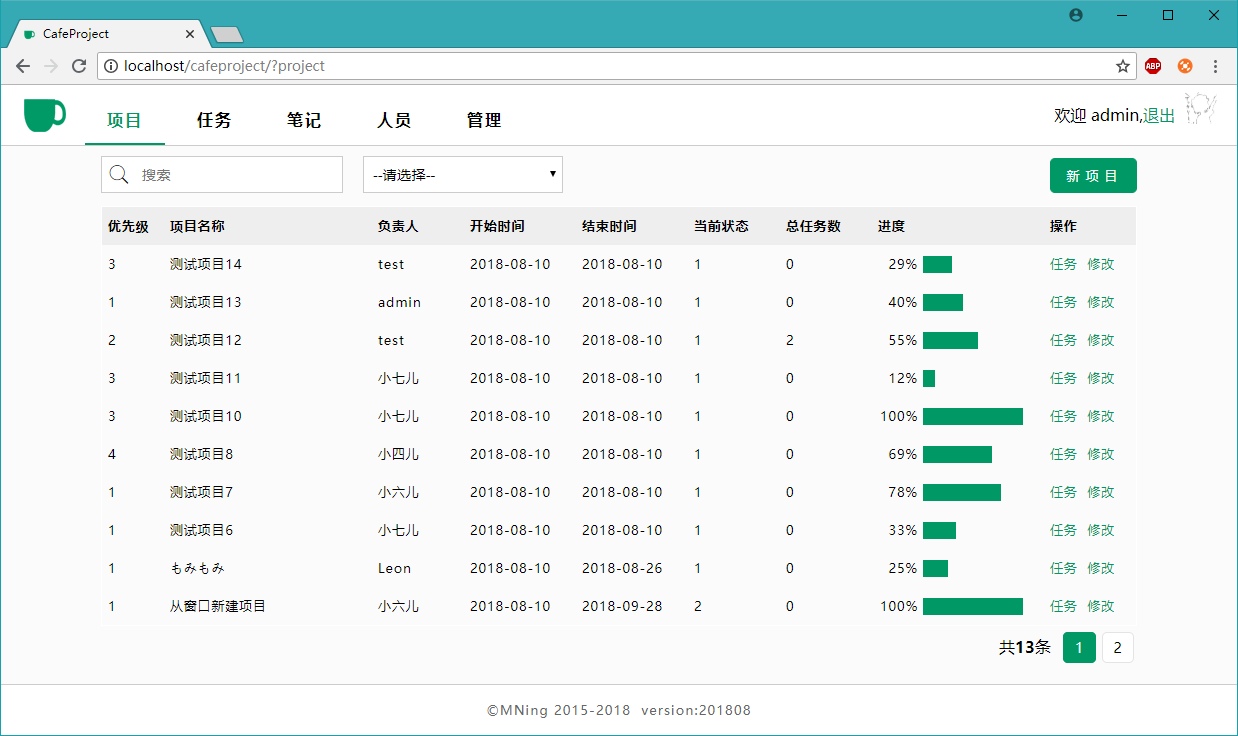 CafeProject
localhost/cafeproject/?project
ABP
项目 任务 笔记 人员 管理 欢迎 admin,退出
搜索 --请选择-- 新 项 目
优先级 项目名称 负责人 开始时间 结束时间 当前状态 总任务数 进度 操作
3 测试项目14 test 2018-08-10 2018-08-10 1 0 29% 任务 修改
1 测试项目13 admin 2018-08-10 2018-08-10 1 0 40% 任务 修改
2 测试项目12 test 2018-08-10 2018-08-10 1 2 55% 任务 修改
3 测试项目11 小七儿 2018-08-10 2018-08-10 1 0 12% 任务 修改
3 测试项目10 小七儿 2018-08-10 2018-08-10 1 0 100% 任务 修改
4 测试项目8 小四儿 2018-08-10 2018-08-10 1 0 69% 任务 修改
1 测试项目7 小六儿 2018-08-10 2018-08-10 1 0 78% 任务 修改
1 测试项目6 小七儿 2018-08-10 2018-08-10 1 0 33% 任务 修改
1 もみもみ Leon 2018-08-10 2018-08-26 1 0 25% 任务 修改
1 从窗口新建项目 小六儿 2018-08-10 2018-09-28 2 0 100% 任务 修改
共13条 1 2
©MNing 2015-2018 version:201808